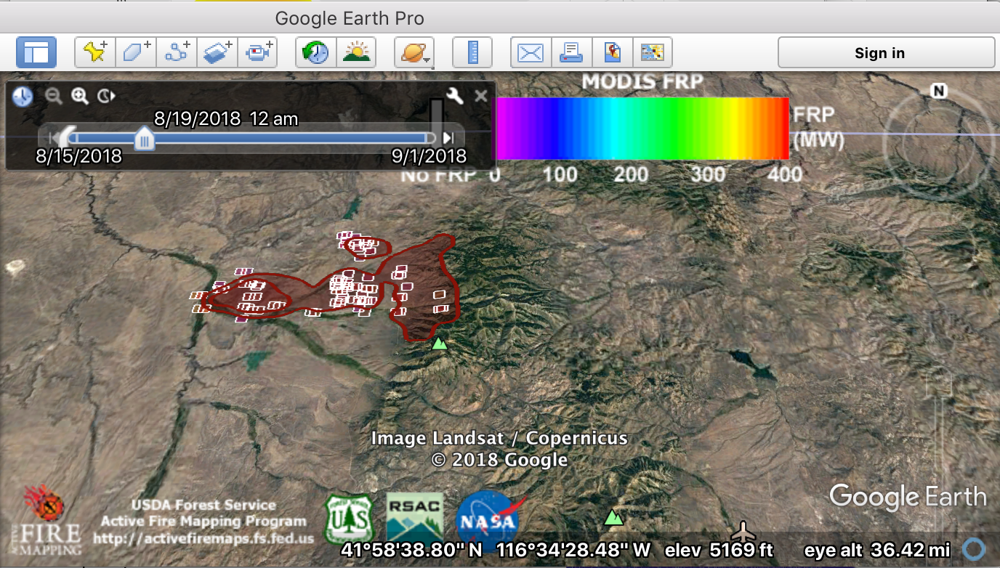 Google Earth Pro
Sign in
MODIS FRP
8/19/2018 12 am
FRP
(MW)
8/15/2018 9/1/2018
No FRP 0 100 200 300 400
N
Image Landsat / Copernicus
© 2018 Google
Google Earth
ACTIVE
FIRE
MAPPING
USDA Forest Service
Active Fire Mapping Program
http://activefiremaps.fs.fed.us
UAS
RSAC
NASA
41°58'38.80" N 116°34'28.48" W elev 5169 ft eye alt 36.42 mi